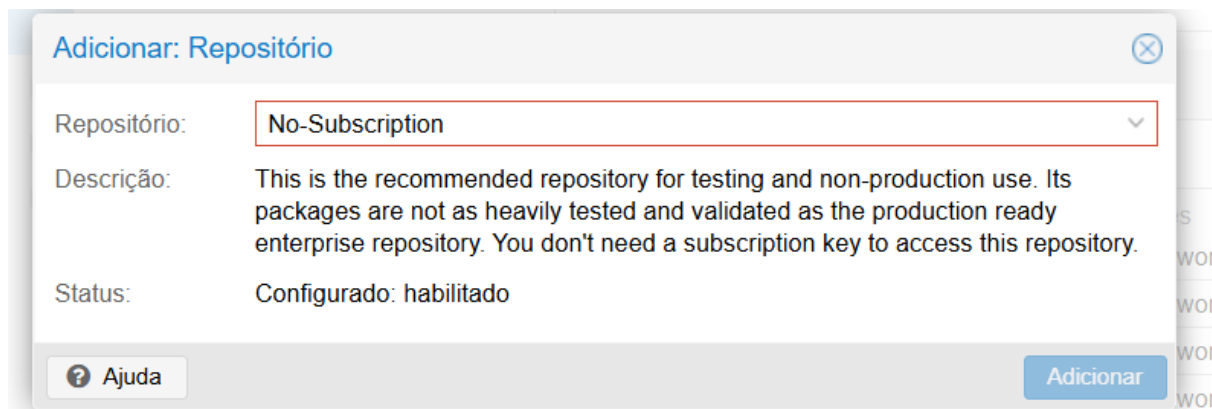 Adicionar: Repositório
Repositório: No-Subscription
Descrição: This is the recommended repository for testing and non-production use. Its
packages are not as heavily tested and validated as the production ready
enterprise repository. You don't need a subscription key to access this repository.
Status: Configurado: habilitado
Ajuda Adicionar